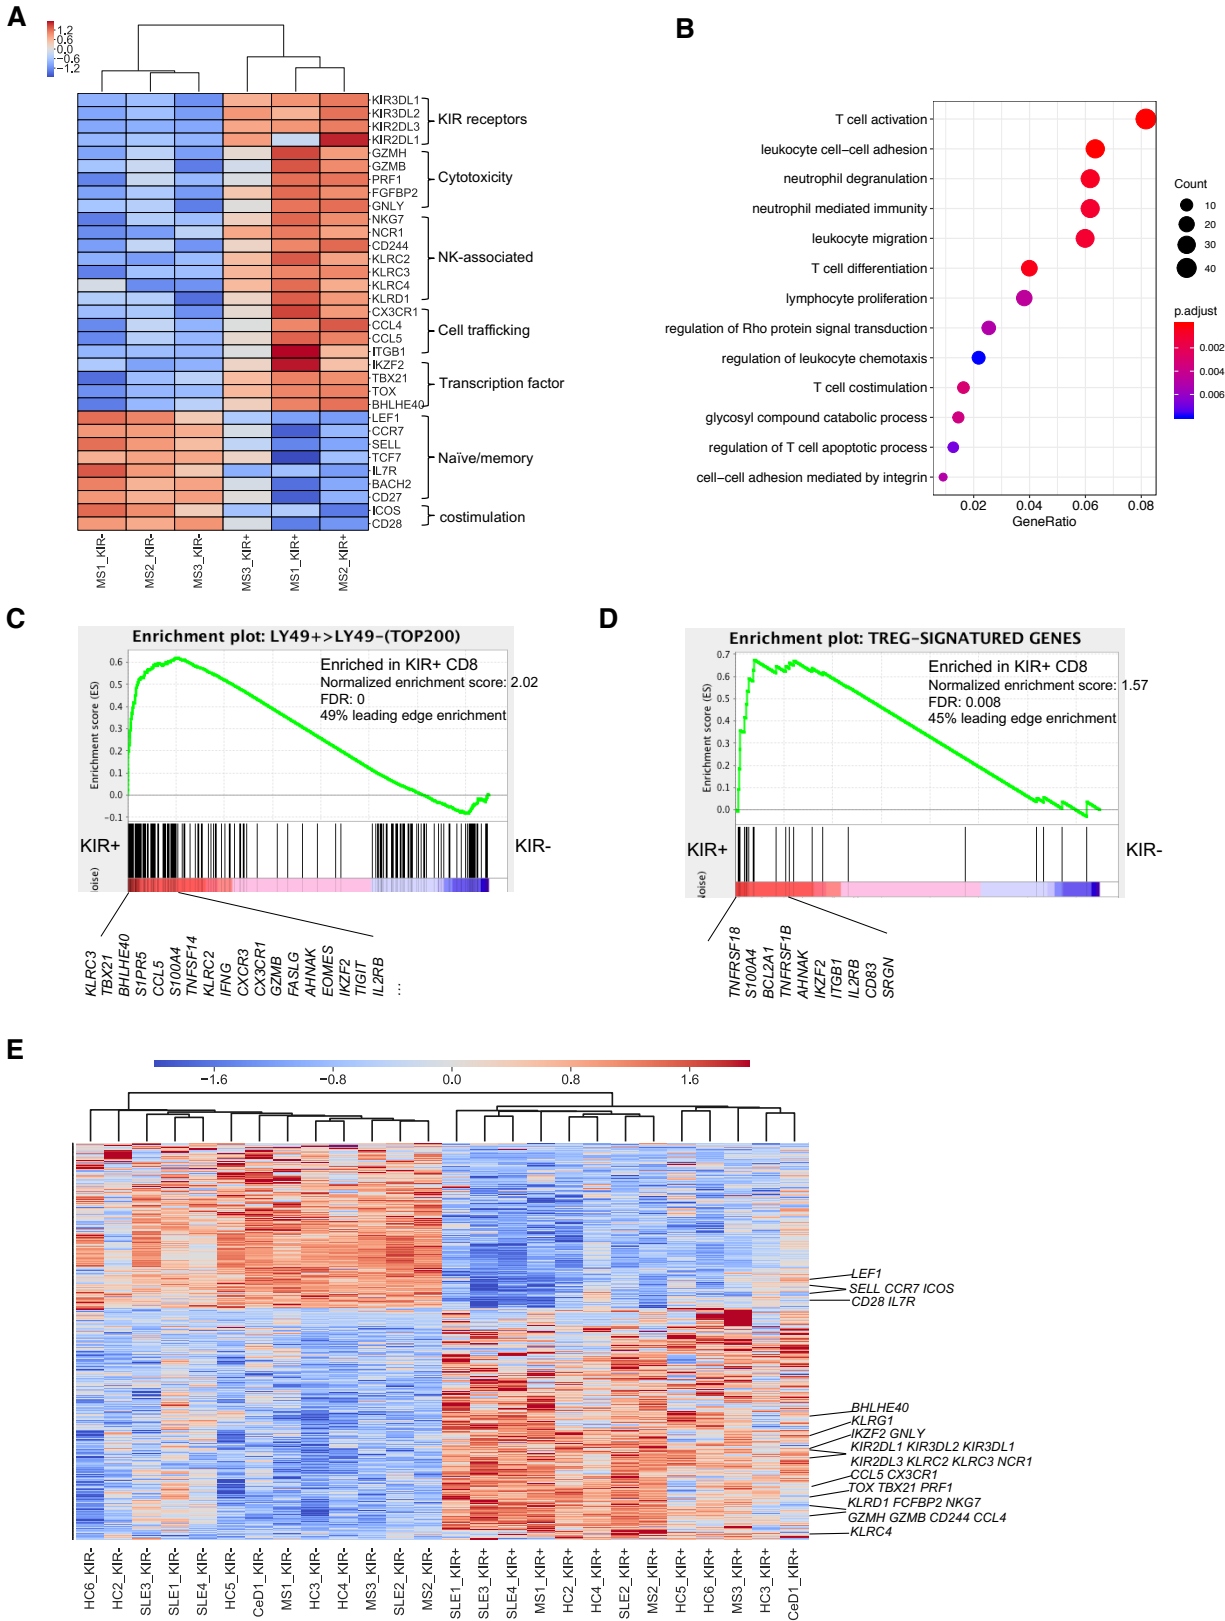 A
1.2
0.6
0.0
−0.6
−1.2
KIR3DL1
KIR3DL2
KIR2DL3
KIR2DL1
GZMH
GZMB
PRF1
FGFBP2
GNLY
NKG7
NCR1
CD244
KLRC2
KLRC3
KLRC4
KLRD1
CX3CR1
CCL4
CCL5
ITGB1
IKZF2
TBX21
TOX
BHLHE40
LEF1
CCR7
SELL
TCF7
IL7R
BACH2
CD27
ICOS
CD28
KIR receptors
Cytotoxicity
NK-associated
Cell trafficking
Transcription factor
Naïve/memory
costimulation
MS1_KIR-
MS2_KIR-
MS3_KIR-
MS3_KIR+
MS1_KIR+
MS2_KIR+
B
T cell activation
leukocyte cell−cell adhesion
neutrophil degranulation
neutrophil mediated immunity
leukocyte migration
T cell differentiation
lymphocyte proliferation
regulation of Rho protein signal transduction
regulation of leukocyte chemotaxis
T cell costimulation
glycosyl compound catabolic process
regulation of T cell apoptotic process
cell−cell adhesion mediated by integrin
0.02 0.04 0.06 0.08
GeneRatio
Count
10
20
30
40
p.adjust
0.002
0.004
0.006
C
Enrichment plot: LY49+>LY49-(TOP200)
Enriched in KIR+ CD8
Normalized enrichment score: 2.02
FDR: 0
49% leading edge enrichment
Enrichment score (ES)
0.6
0.5
0.4
0.3
0.2
0.1
0.0
-0.1
KIR+
KIR-
oise)
KLRC3
TBX21
BHLHE40
S1PR5
CCL5
S100A4
TNFSF14
KLRC2
IFNG
CXCR3
CX3CR1
GZMB
FASLG
AHNAK
EOMES
IKZF2
TIGIT
IL2RB
...
D
Enrichment plot: TREG-SIGNATURED GENES
Enriched in KIR+ CD8
Normalized enrichment score: 1.57
FDR: 0.008
45% leading edge enrichment
Enrichment score (ES)
0.7
0.6
0.5
0.4
0.3
0.2
0.1
0.0
KIR+
KIR-
Noise)
TNFRSF18
S100A4
BCL2A1
TNFRSF1B
AHNAK
IKZF2
ITGB1
IL2RB
CD83
SRGN
E
−1.6 −0.8 0.0 0.8 1.6
LEF1
SELL CCR7 ICOS
CD28 IL7R
BHLHE40
KLRG1
IKZF2 GNLY
KIR2DL1 KIR3DL2 KIR3DL1
KIR2DL3 KLRC2 KLRC3 NCR1
CCL5 CX3CR1
TOX TBX21 PRF1
KLRD1 FCFBP2 NKG7
GZMH GZMB CD244 CCL4
KLRC4
HC6_KIR-
HC2_KIR-
SLE3_KIR-
SLE1_KIR-
SLE4_KIR-
HC5_KIR-
CeD1_KIR-
MS1_KIR-
HC3_KIR-
HC4_KIR-
MS3_KIR-
SLE2_KIR-
MS2_KIR-
SLE1_KIR+
SLE3_KIR+
SLE4_KIR+
MS1_KIR+
HC2_KIR+
HC4_KIR+
SLE2_KIR+
MS2_KIR+
HC5_KIR+
HC6_KIR+
MS3_KIR+
HC3_KIR+
CeD1_KIR+